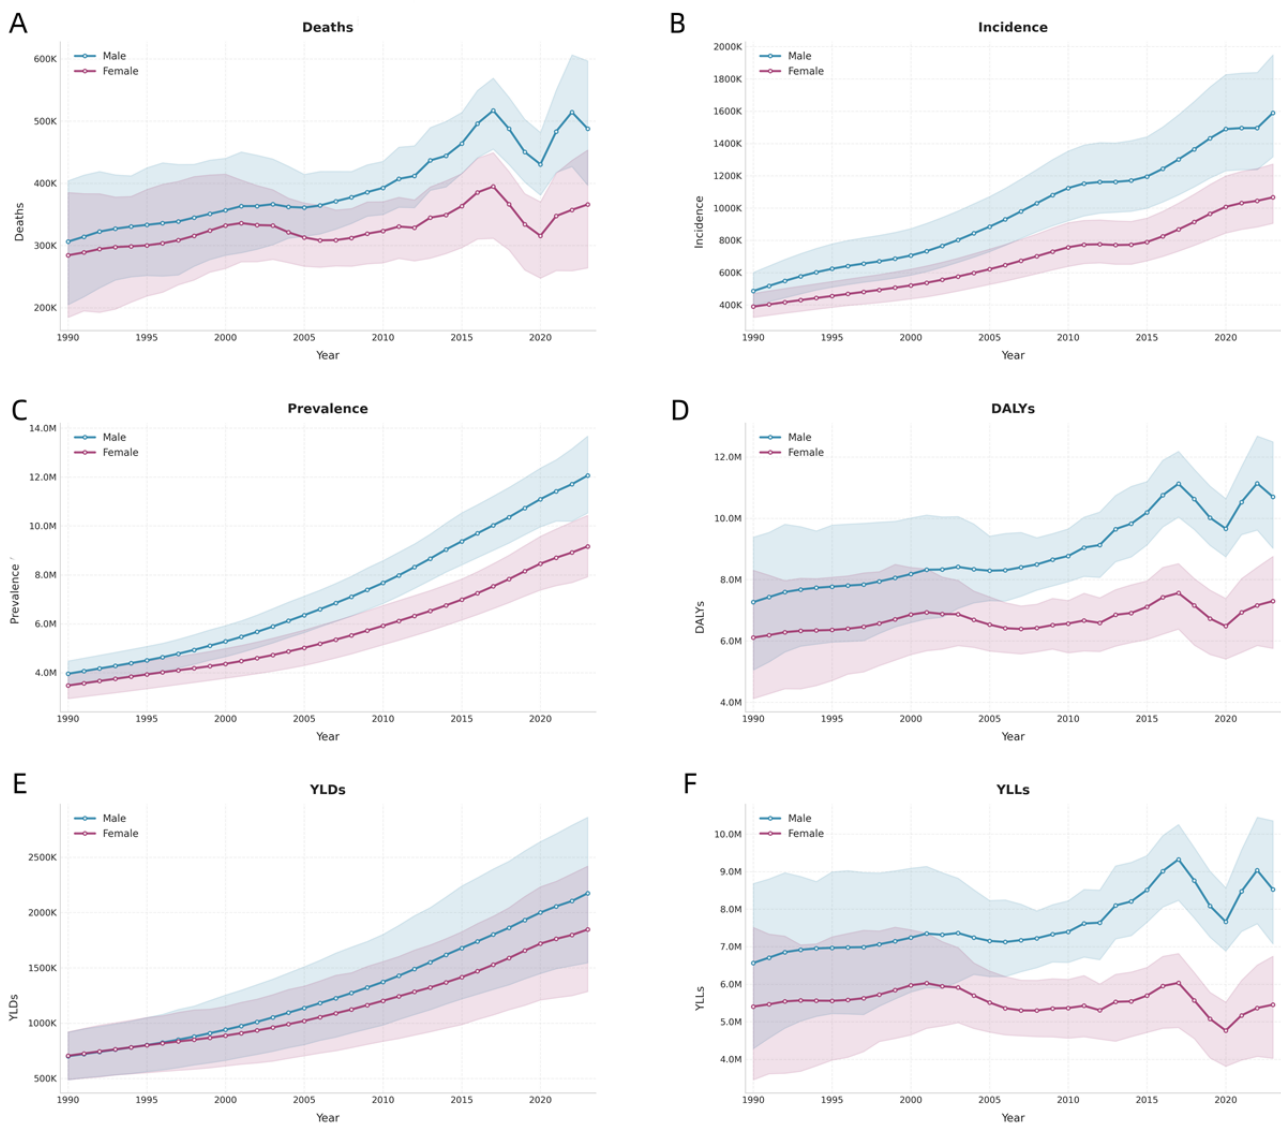 A
Deaths
Male
Female
600K
500K
400K
300K
200K
Deaths
1990
1995
2000
2005
2010
2015
2020
Year
B
Incidence
Male
Female
2000K
1800K
1600K
1400K
1200K
1000K
800K
600K
400K
Incidence
1990
1995
2000
2005
2010
2015
2020
Year
C
Prevalence
Male
Female
14.0M
12.0M
10.0M
8.0M
6.0M
4.0M
Prevalence
1990
1995
2000
2005
2010
2015
2020
Year
D
DALYs
Male
Female
12.0M
10.0M
8.0M
6.0M
4.0M
DALYs
1990
1995
2000
2005
2010
2015
2020
Year
E
YLDs
Male
Female
2500K
2000K
1500K
1000K
500K
YLDs
1990
1995
2000
2005
2010
2015
2020
Year
F
YLLs
Male
Female
10.0M
9.0M
8.0M
7.0M
6.0M
5.0M
4.0M
YLLs
1990
1995
2000
2005
2010
2015
2020
Year